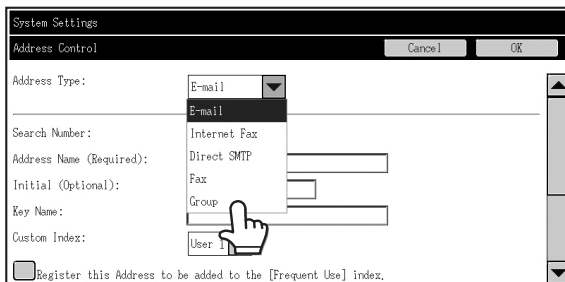 System Settings
Address Control
Cancel
OK
Address Type:
E-mail
E-mail
Internet Fax
Direct SMTP
Fax
Group
Search Number:
Address Name (Required):
Initial (Optional):
Key Name:
Custom Index:
User 1
Register this Address to be added to the [Frequent Use] index.